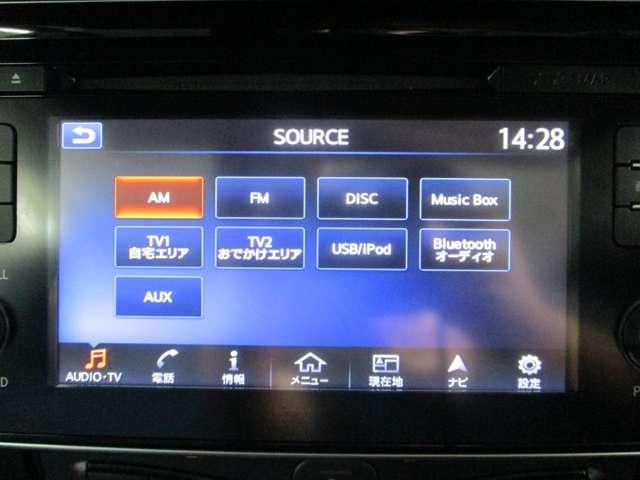 SOURCE
14:28
AM
FM
DISC
Music Box
TV1
自宅エリア
TV2
おでかけエリア
USB/iPod
Bluetooth
オーディオ
AUX
AUDIO・TV
電話
情報
メニュー
現在地
ナビ
設定